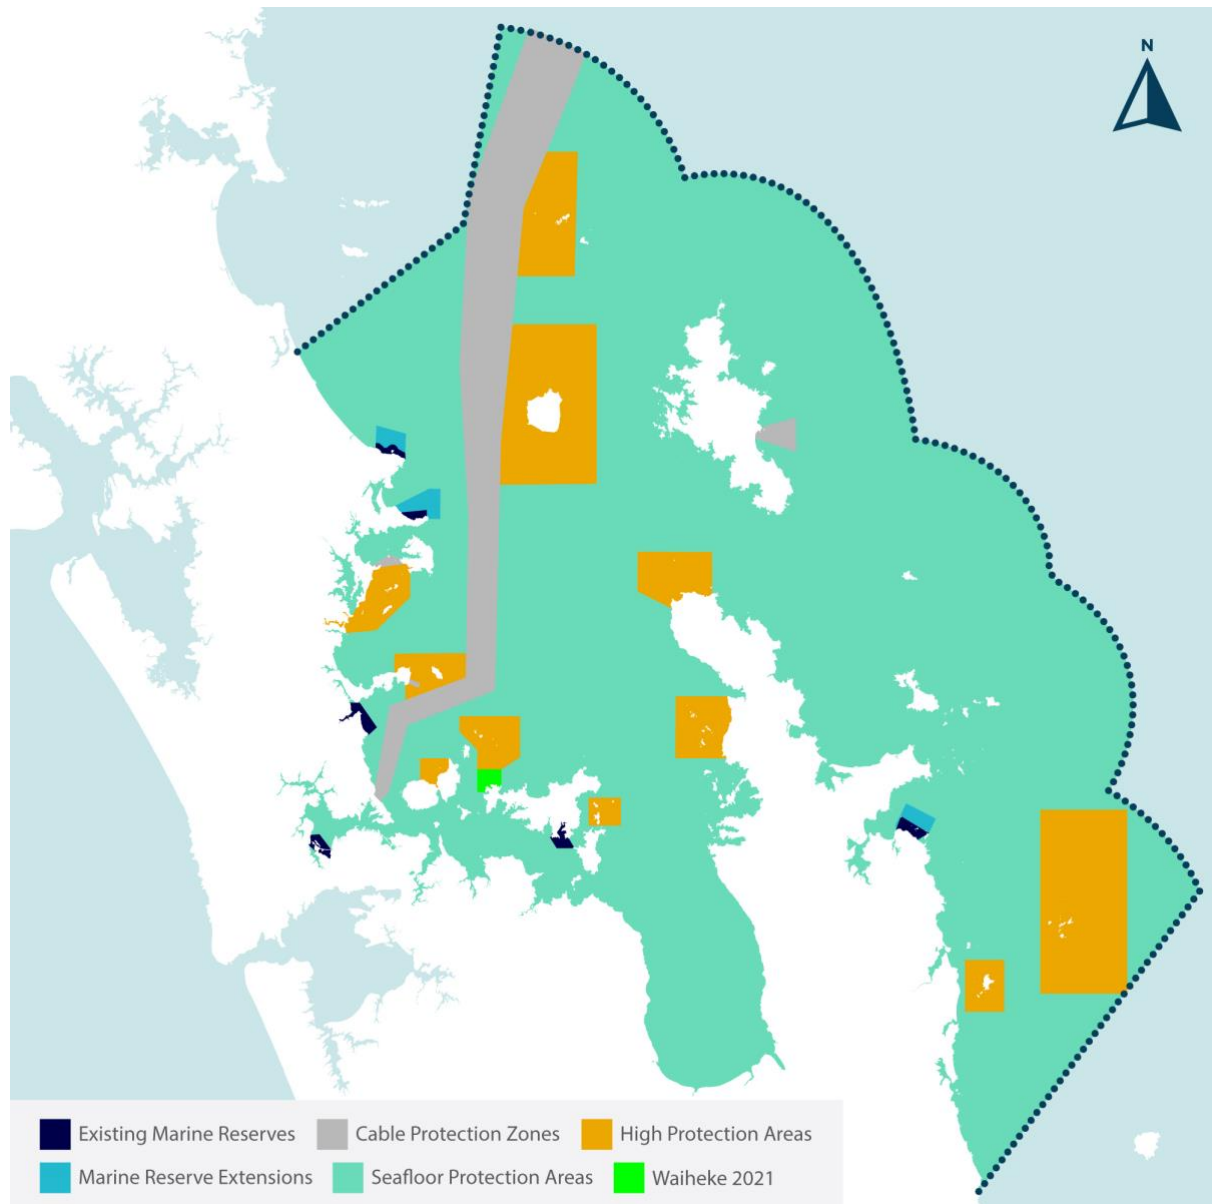 N
Existing Marine Reserves Cable Protection Zones High Protection Areas
Marine Reserve Extensions Seafloor Protection Areas Waiheke 2021